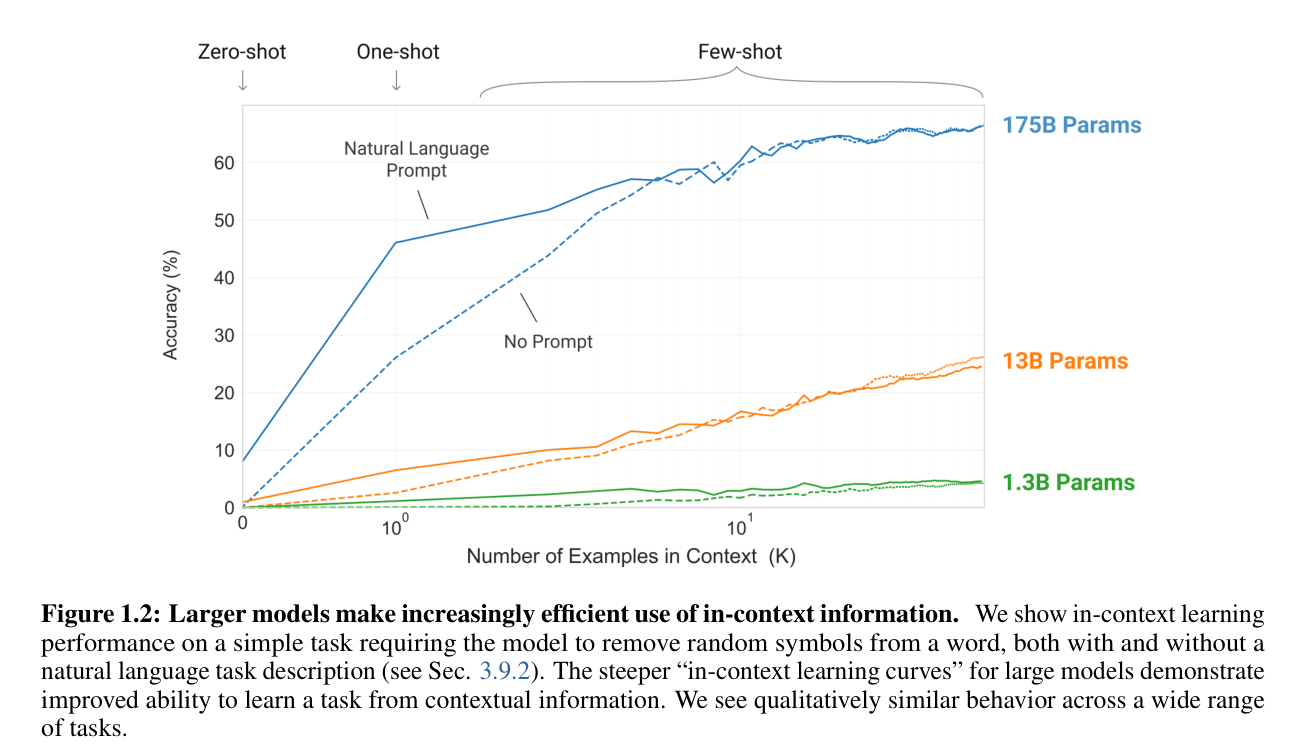 Zero-shot
One-shot
Few-shot
175B Params
Natural Language
Prompt
No Prompt
13B Params
1.3B Params
Accuracy (%)
60
50
40
30
20
10
0
0
10⁰
10¹
Number of Examples in Context (K)
Figure 1.2: Larger models make increasingly efficient use of in-context information. We show in-context learning
performance on a simple task requiring the model to remove random symbols from a word, both with and without a
natural language task description (see Sec. 3.9.2). The steeper “in-context learning curves” for large models demonstrate
improved ability to learn a task from contextual information. We see qualitatively similar behavior across a wide range
of tasks.